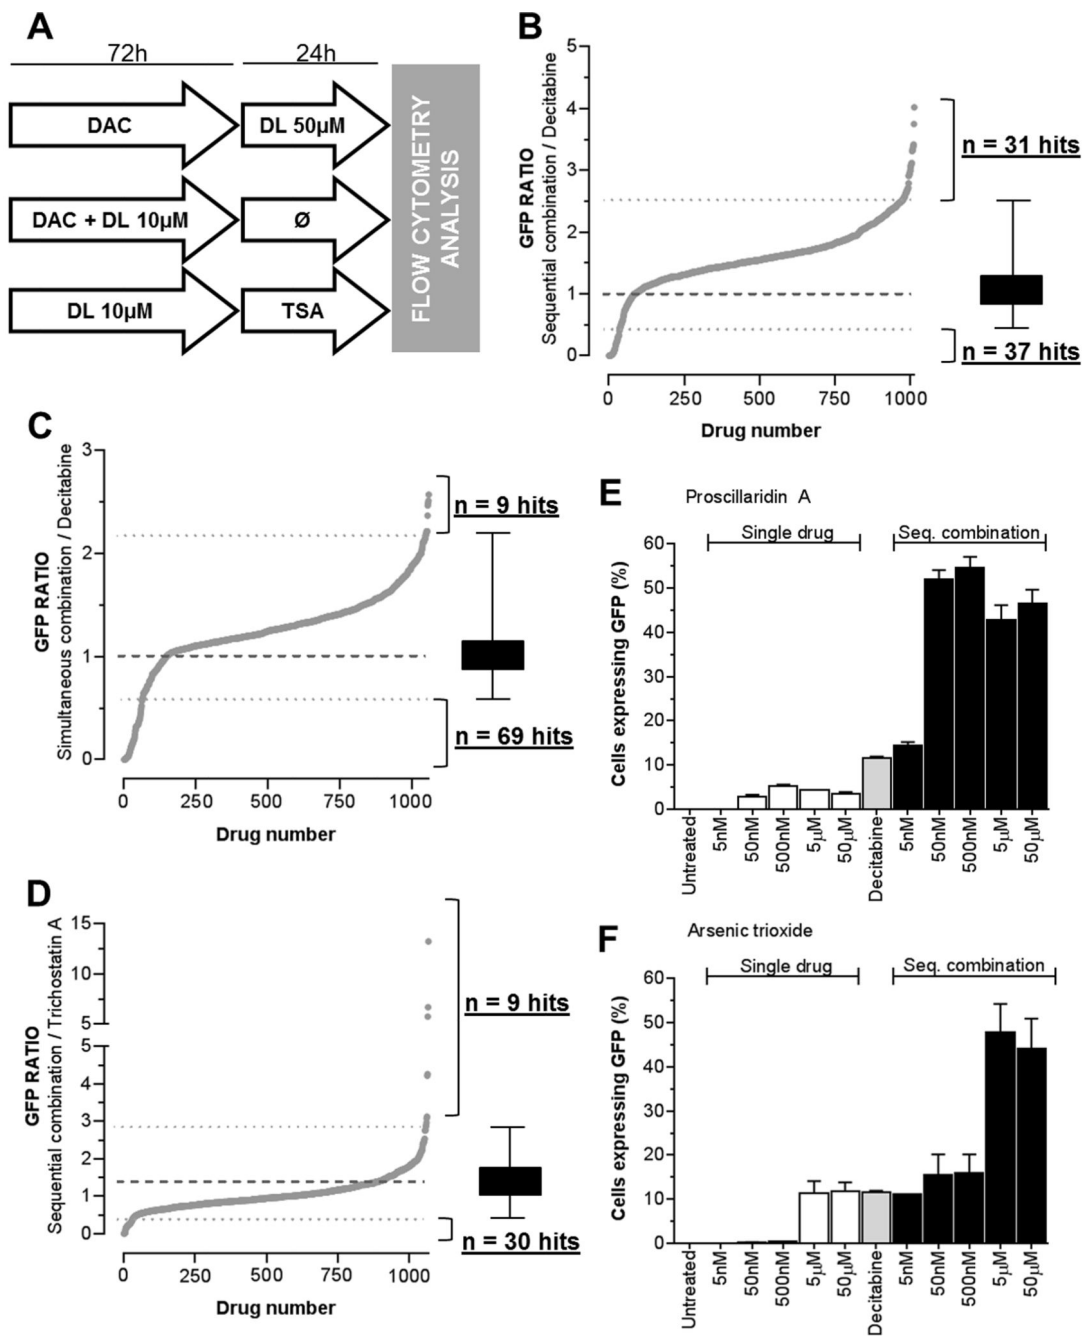 A
72h
24h
DAC
DL 50µM
DAC + DL 10µM
Ø
DL 10µM
TSA
FLOW CYTOMETRY
ANALYSIS
B
GFP RATIO
Sequential combination / Decitabine
5
4
3
2
1
0
0
250
500
750
1000
Drug number
n = 31 hits
n = 37 hits
C
GFP RATIO
Simultaneous combination / Decitabine
3
2
1
0
0
250
500
750
1000
Drug number
n = 9 hits
n = 69 hits
D
GFP RATIO
Sequential combination / Trichostatin A
15
10
5
5
4
3
2
1
0
0
250
500
750
1000
Drug number
n = 9 hits
n = 30 hits
E
Proscillaridin A
Single drug
Seq. combination
Cells expressing GFP (%)
60
50
40
30
20
10
0
Untreated
5nM
50nM
500nM
5µM
50µM
Decitabine
5nM
50nM
500nM
5µM
50µM
F
Arsenic trioxide
Single drug
Seq. combination
Cells expressing GFP (%)
60
50
40
30
20
10
0
Untreated
5nM
50nM
500nM
5µM
50µM
Decitabine
5nM
50nM
500nM
5µM
50µM